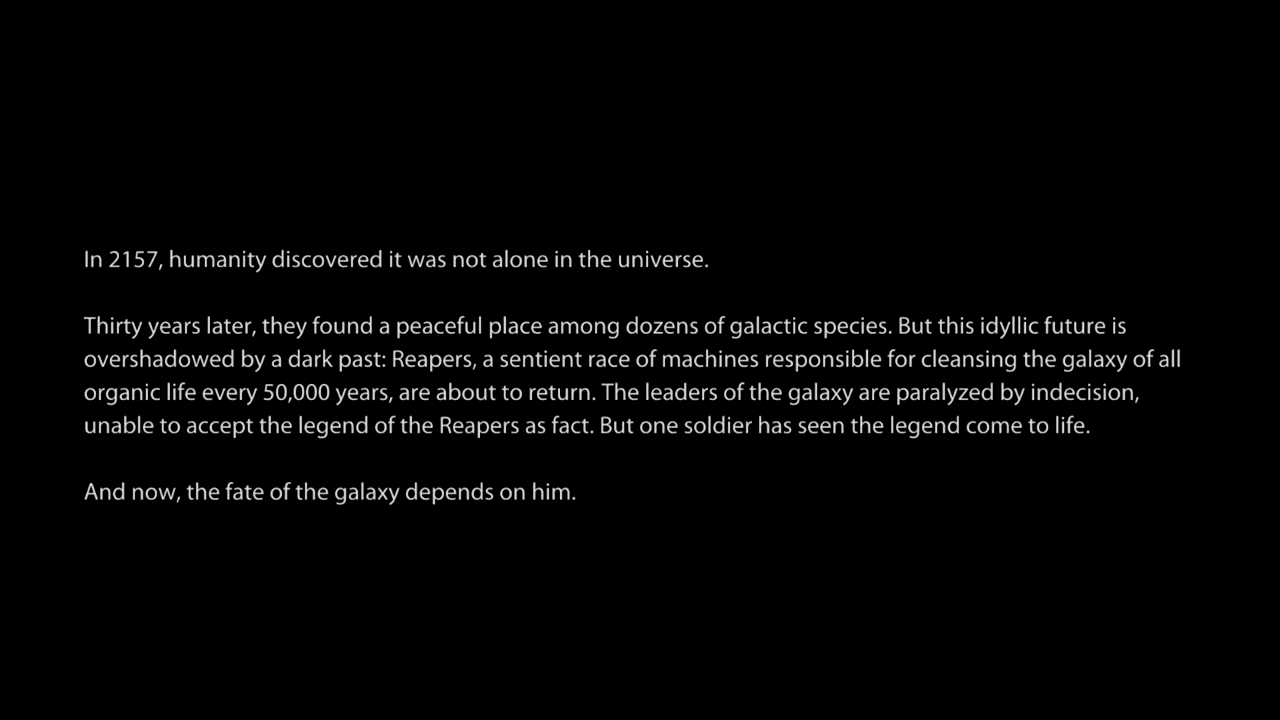 In 2157, humanity discovered it was not alone in the universe.
Thirty years later, they found a peaceful place among dozens of galactic species. But this idyllic future is
overshadowed by a dark past: Reapers, a sentient race of machines responsible for cleansing the galaxy of all
organic life every 50,000 years, are about to return. The leaders of the galaxy are paralyzed by indecision,
unable to accept the legend of the Reapers as fact. But one soldier has seen the legend come to life.
And now, the fate of the galaxy depends on him.